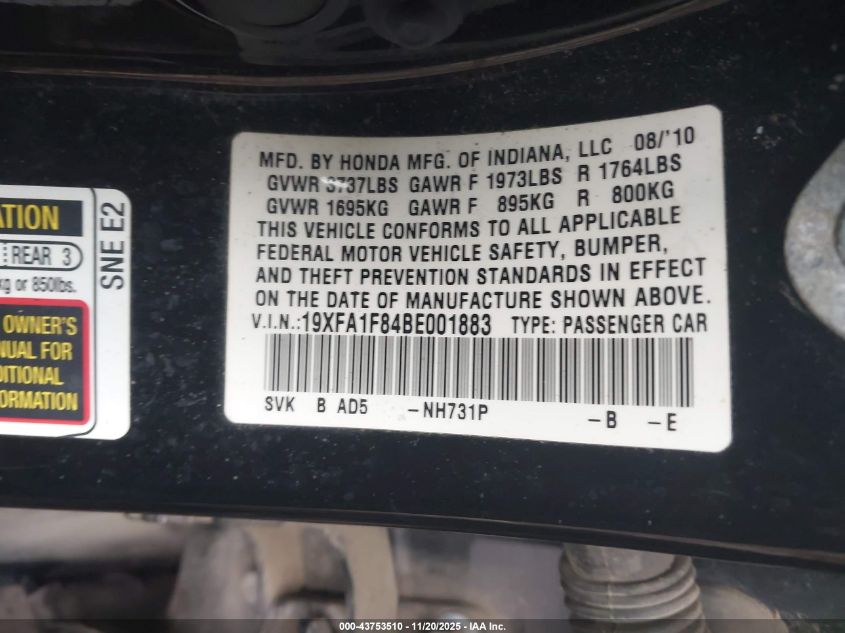 ATION
REAR 3
kg or 850lbs.
OWNER'S
NUAL FOR
DITIONAL
FORMATION
SNE E2
MFD. BY HONDA MFG. OF INDIANA, LLC 08/'10
GVWR 3737LBS GAWR F 1973LBS R 1764LBS
GVWR 1695KG GAWR F 895KG R 800KG
THIS VEHICLE CONFORMS TO ALL APPLICABLE
FEDERAL MOTOR VEHICLE SAFETY, BUMPER,
AND THEFT PREVENTION STANDARDS IN EFFECT
ON THE DATE OF MANUFACTURE SHOWN ABOVE.
V.I.N.:19XFA1F84BE001883 TYPE: PASSENGER CAR
SVK B AD5 -NH731P -B -E
000-43753510 - 11/20/2025 - IAA Inc.